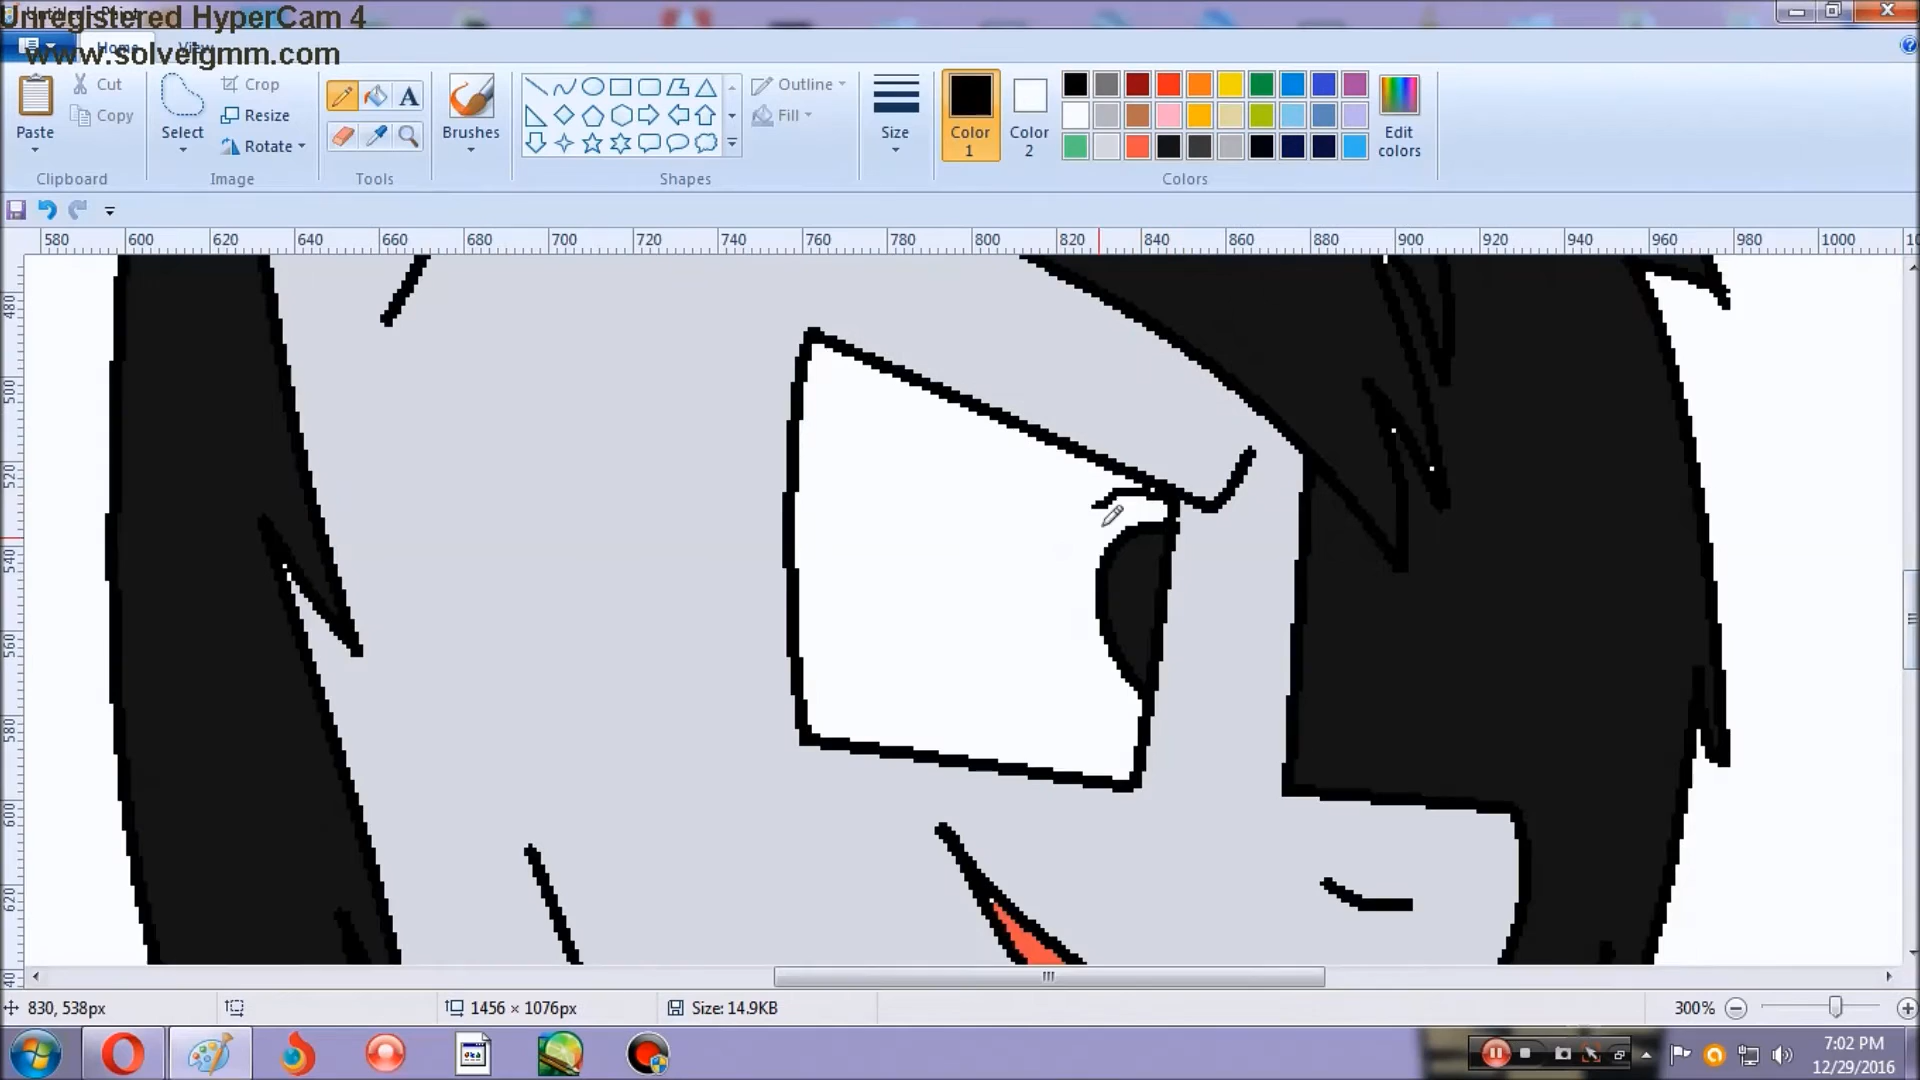 Unregistered HyperCam 4
Untitled - Paint
www.solveigmm.com
Home View
Paste
Cut
Copy
Clipboard
Select
Crop
Resize
Rotate
Image
A
Tools
Brushes
Outline
Fill
Shapes
Size
Color 1
Color 2
Edit colors
Colors
580 600 620 640 660 680 700 720 740 760 780 800 820 840 860 880 900 920 940 960 980 1000
480
500
520
540
560
580
600
620
830, 538px
1456 × 1076px
Size: 14.9KB
300%
7:02 PM
12/29/2016